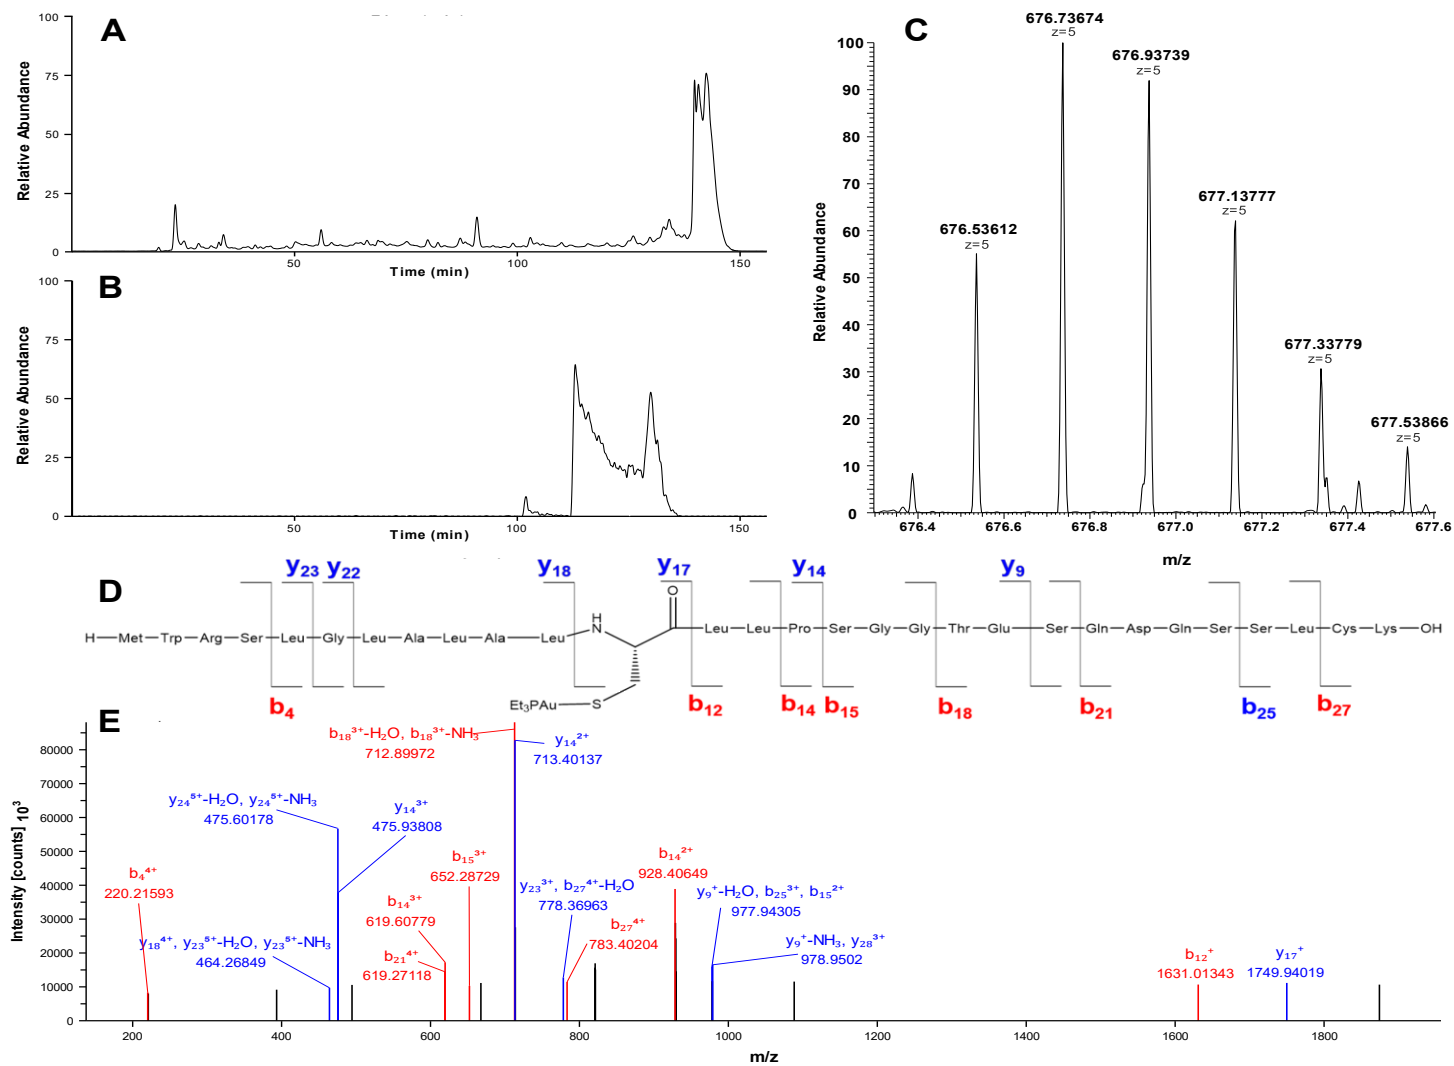 A
100
75
50
25
0
Relative Abundance
50
100
150
Time (min)
B
100
75
50
25
0
Relative Abundance
50
100
150
Time (min)
C
100
90
80
70
60
50
40
30
20
10
0
Relative Abundance
676.53612
z=5
676.73674
z=5
676.93739
z=5
677.13777
z=5
677.33779
z=5
677.53866
z=5
676.4
676.6
676.8
677.0
677.2
677.4
677.6
m/z
D
y₂₃ y₂₂
y₁₈
y₁₇
y₁₄
y₉
H—Met—Trp—Arg—Ser—Leu—Gly—Leu—Ala—Leu—Ala—Leu
H
N
O
Leu—Leu—Pro—Ser—Gly—Gly—Thr—Glu—Ser—Gln—Asp—Gln—Ser—Ser—Leu—Cys—Lys—OH
Et₃PAu—S
b₄
b₁₂
b₁₄
b₁₅
b₁₈
b₂₁
b₂₅
b₂₇
E
80000
70000
60000
50000
40000
30000
20000
10000
0
Intensity [counts] 10³
b₁₈³⁺-H₂O, b₁₈³⁺-NH₃
712.89972
y₁₄²⁺
713.40137
y₂₄⁵⁺-H₂O, y₂₄⁵⁺-NH₃
475.60178
y₁₄³⁺
475.93808
b₄⁴⁺
220.21593
y₁₈⁴⁺, y₂₃⁵⁺-H₂O, y₂₃⁵⁺-NH₃
464.26849
b₁₅³⁺
652.28729
b₁₄³⁺
619.60779
b₂₁⁴⁺
619.27118
y₂₃³⁺, b₂₇⁴⁺-H₂O
778.36963
b₂₇⁴⁺
783.40204
b₁₄²⁺
928.40649
y₉⁺-H₂O, b₂₅³⁺, b₁₅²⁺
977.94305
y₉⁺-NH₃, y₂₈³⁺
978.9502
b₁₂⁺
1631.01343
y₁₇⁺
1749.94019
200
400
600
800
1000
1200
1400
1600
1800
m/z